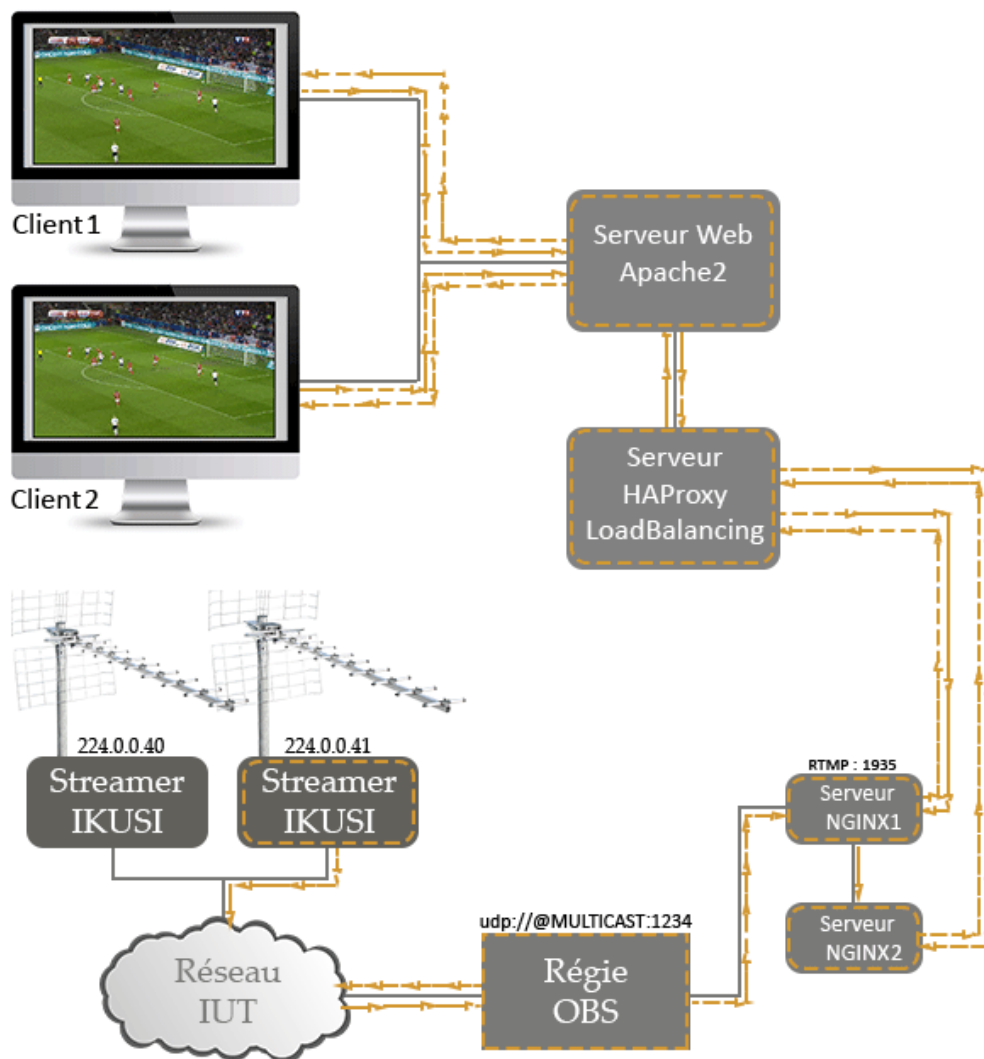 Client 1
Serveur Web
Apache2
Client 2
Serveur
HAProxy
LoadBalancing
224.0.0.40
224.0.0.41
Streamer
IKUSI
Streamer
IKUSI
RTMP : 1935
Serveur
NGINX1
Serveur
NGINX2
udp://@MULTICAST:1234
Régie
OBS
Réseau
IUT